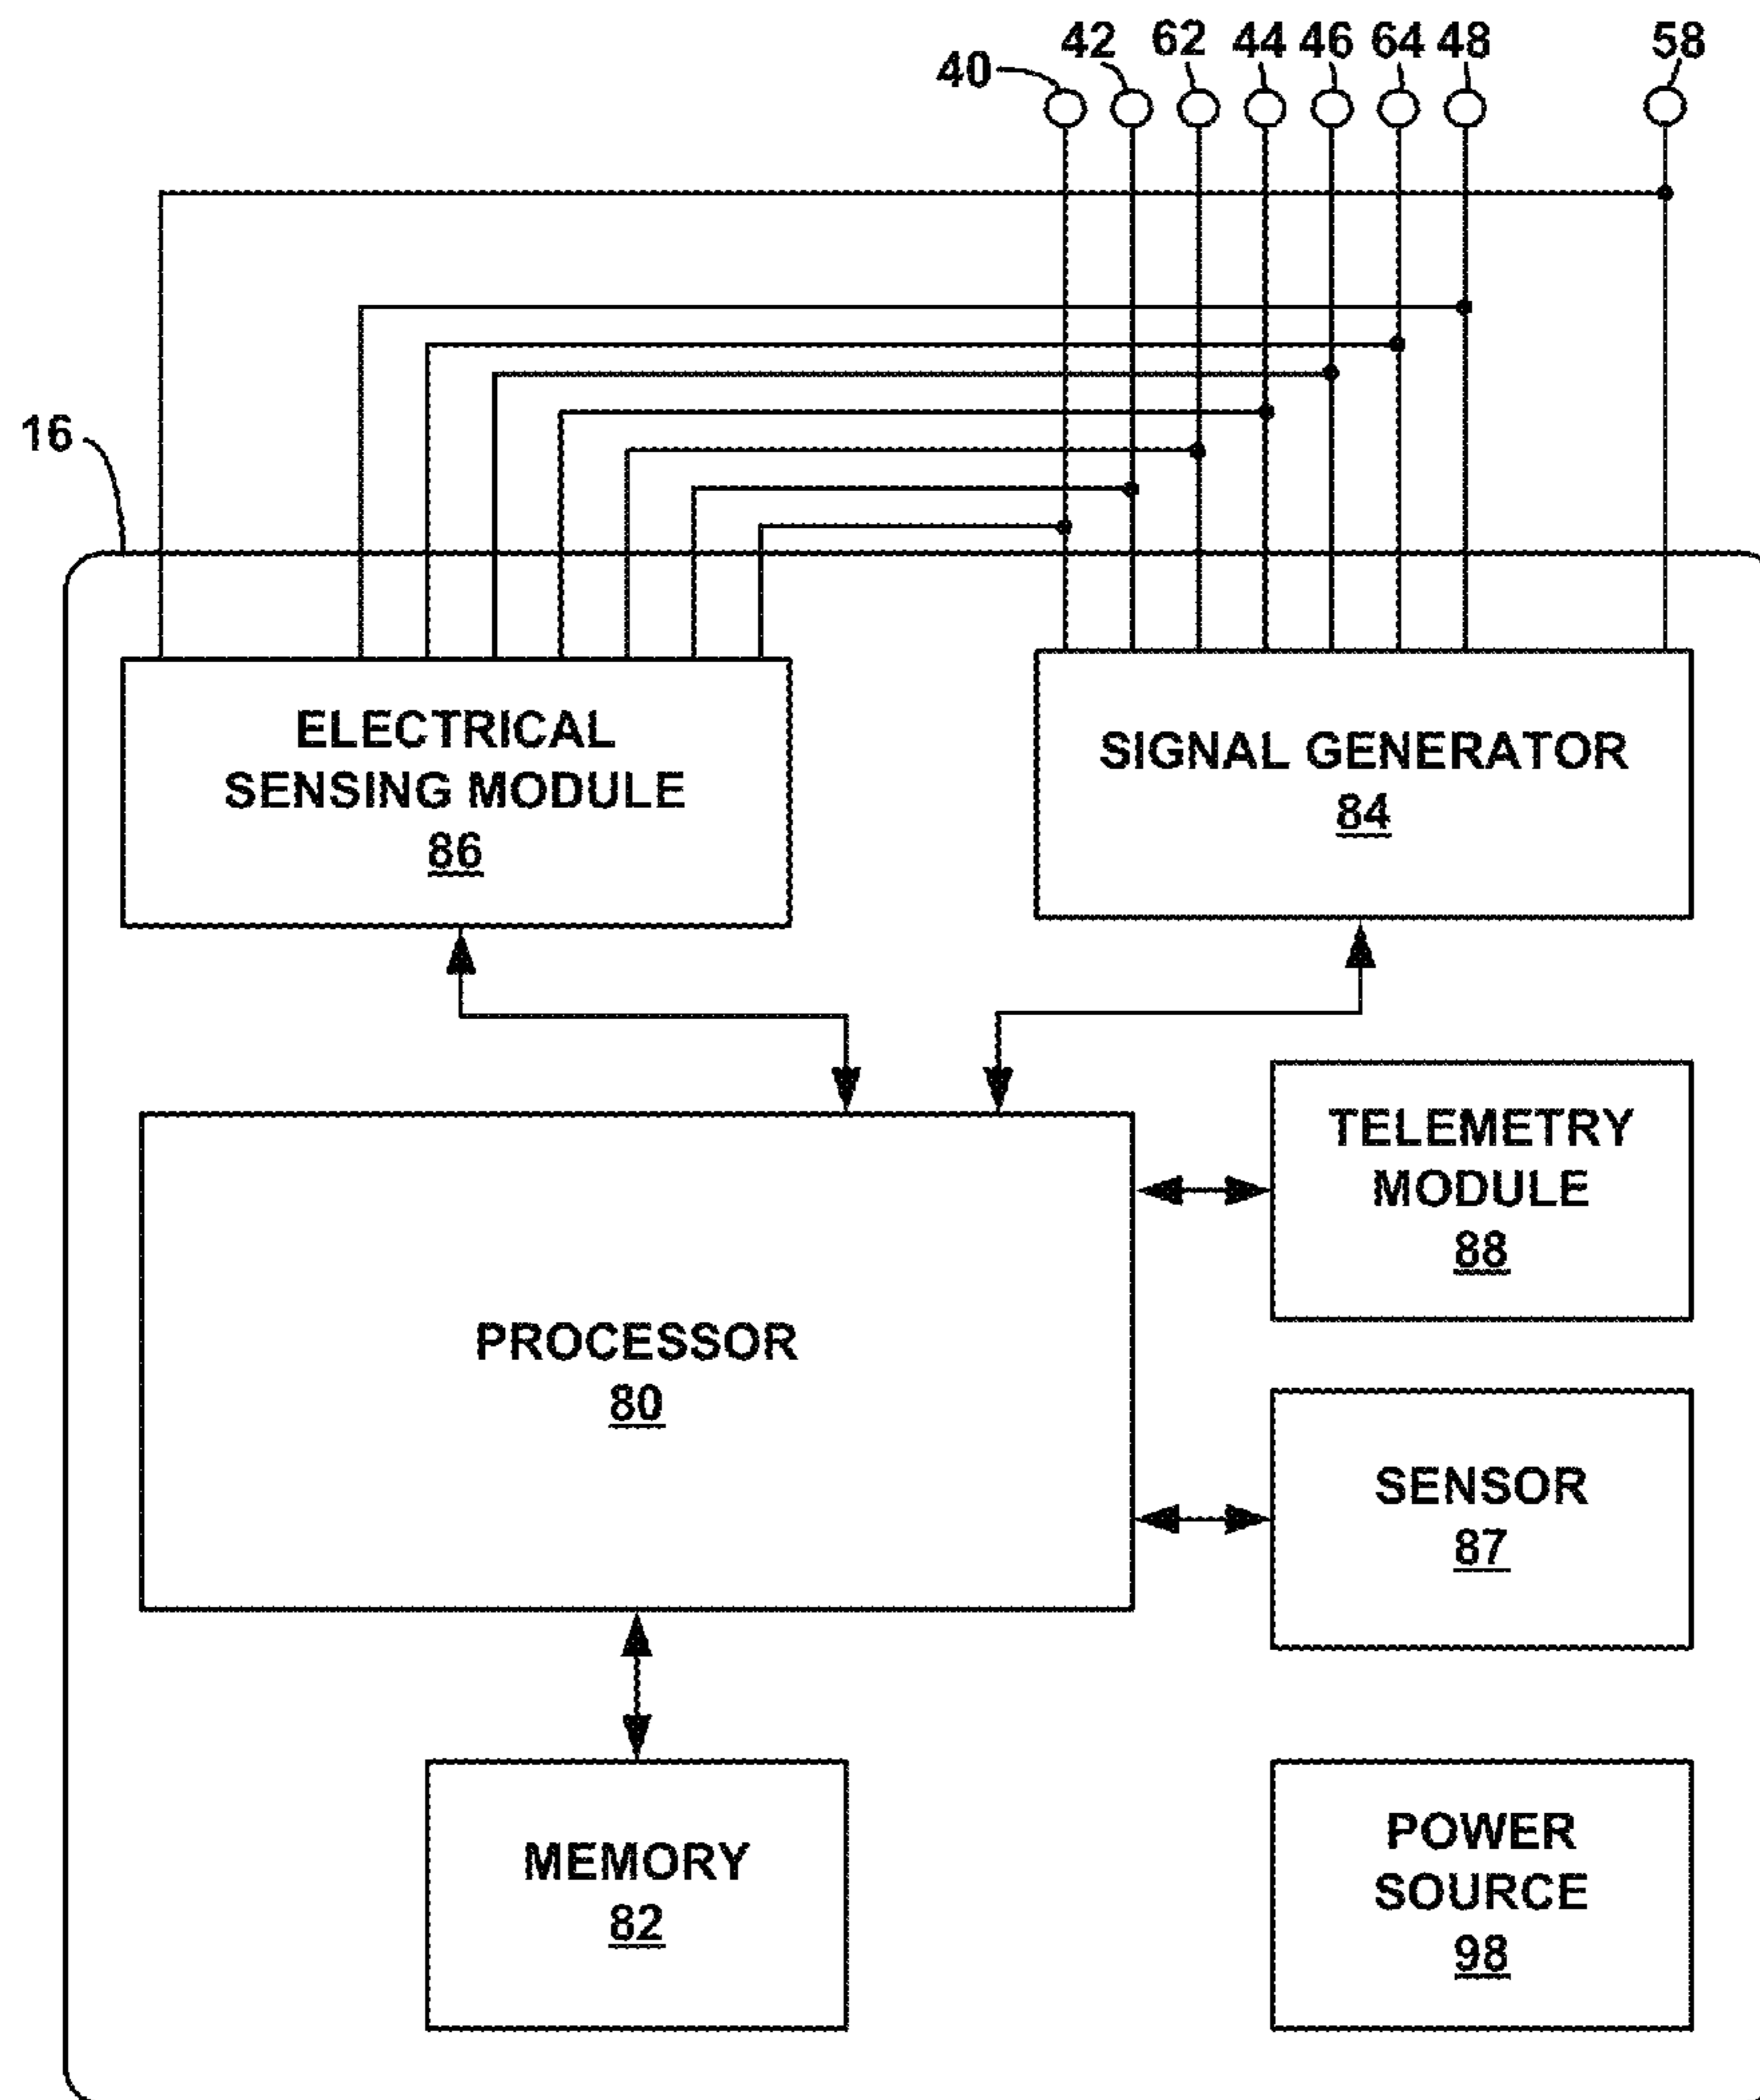 40 42 62 44 46 64 48 58
16
ELECTRICAL
SENSING MODULE
86
SIGNAL GENERATOR
84
TELEMETRY
MODULE
88
PROCESSOR
80
SENSOR
87
MEMORY
82
POWER
SOURCE
98